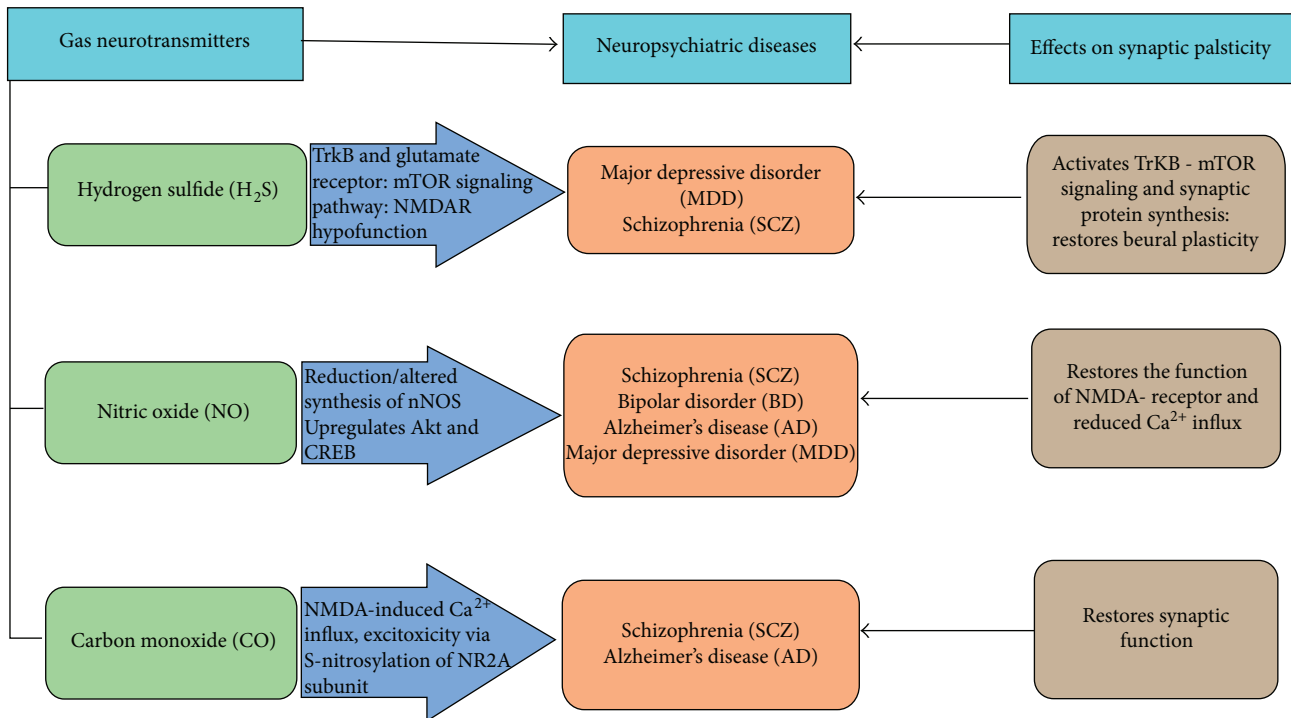 Gas neurotransmitters
Neuropsychiatric diseases
Effects on synaptic palsticity
Hydrogen sulfide (H₂S)
TrkB and glutamate
receptor: mTOR signaling
pathway: NMDAR
hypofunction
Major depressive disorder
(MDD)
Schizophrenia (SCZ)
Activates TrKB - mTOR
signaling and synaptic
protein synthesis:
restores beural plasticity
Nitric oxide (NO)
Reduction/altered
synthesis of nNOS
Upregulates Akt and
CREB
Schizophrenia (SCZ)
Bipolar disorder (BD)
Alzheimer's disease (AD)
Major depressive disorder (MDD)
Restores the function
of NMDA- receptor and
reduced Ca²⁺ influx
Carbon monoxide (CO)
NMDA-induced Ca²⁺
influx, excitoxicity via
S-nitrosylation of NR2A
subunit
Schizophrenia (SCZ)
Alzheimer's disease (AD)
Restores synaptic
function